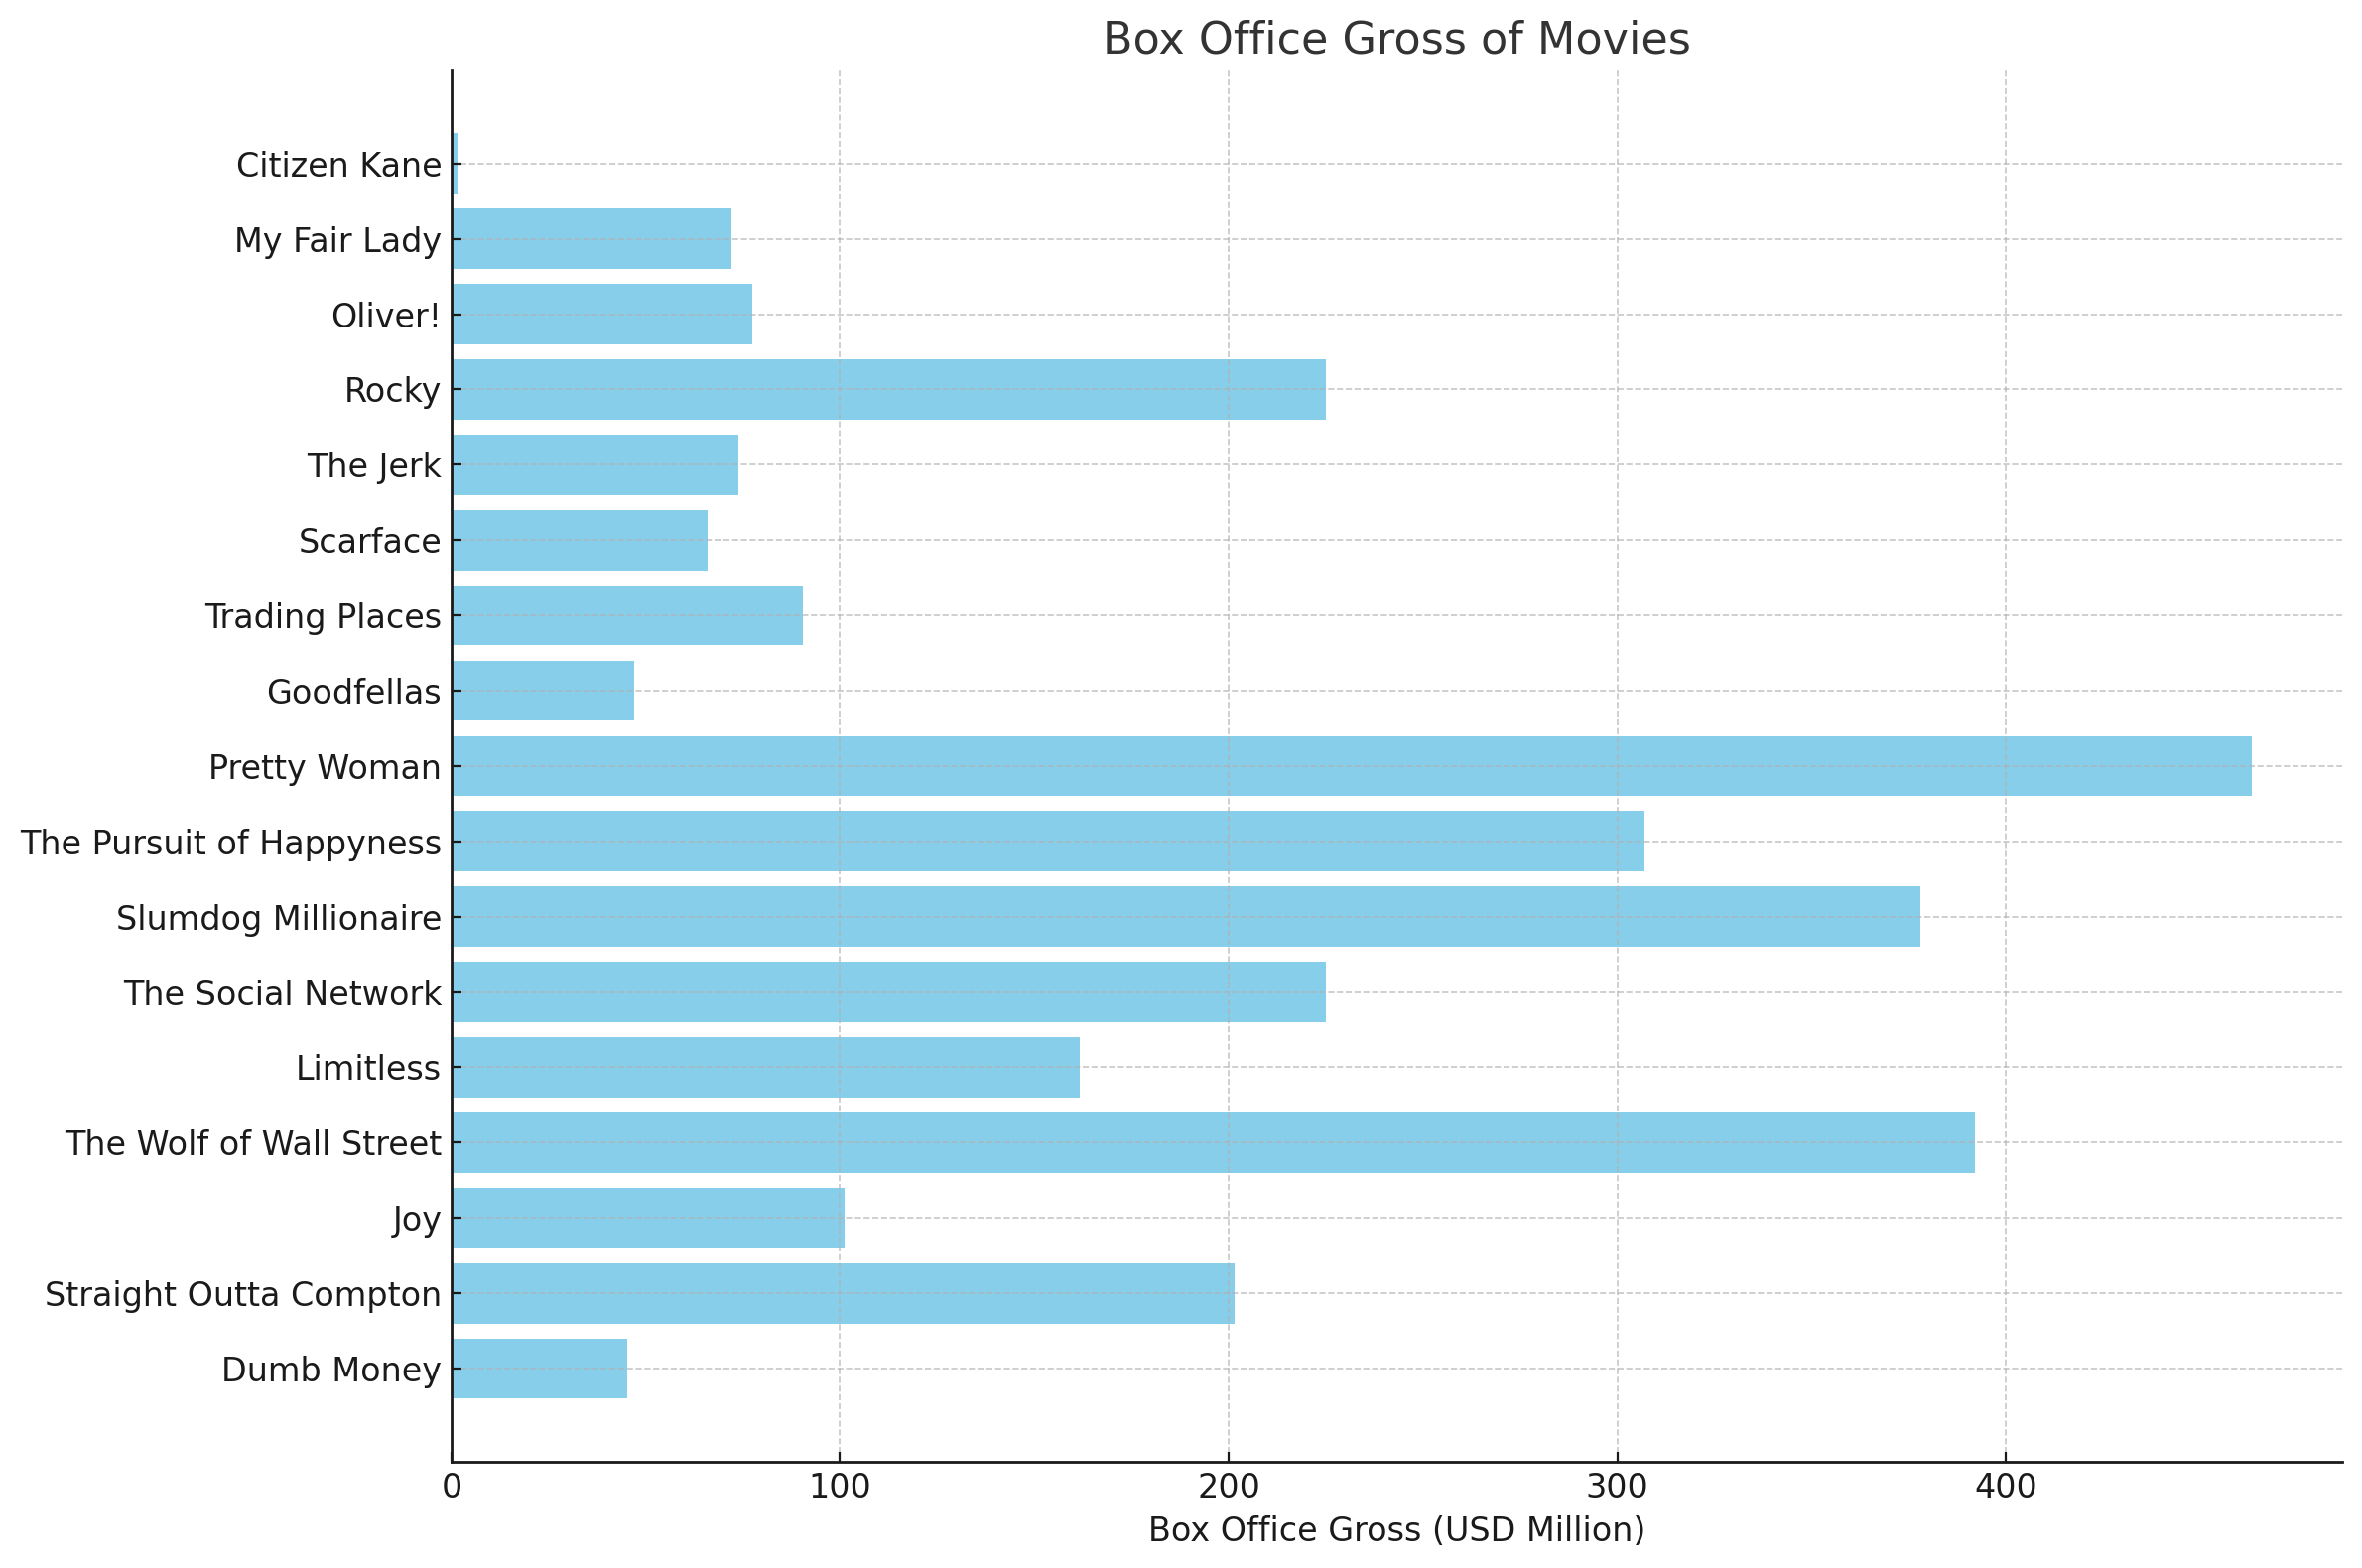 Box Office Gross of Movies
Citizen Kane
My Fair Lady
Oliver!
Rocky
The Jerk
Scarface
Trading Places
Goodfellas
Pretty Woman
The Pursuit of Happyness
Slumdog Millionaire
The Social Network
Limitless
The Wolf of Wall Street
Joy
Straight Outta Compton
Dumb Money
0 100 200 300 400
Box Office Gross (USD Million)